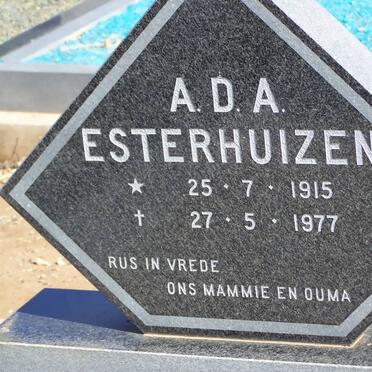 A. D. A.
ESTERHUIZEN
★ 25 · 7 · 1915
† 27 · 5 · 1977
RUS IN VREDE
ONS MAMMIE EN OUMA